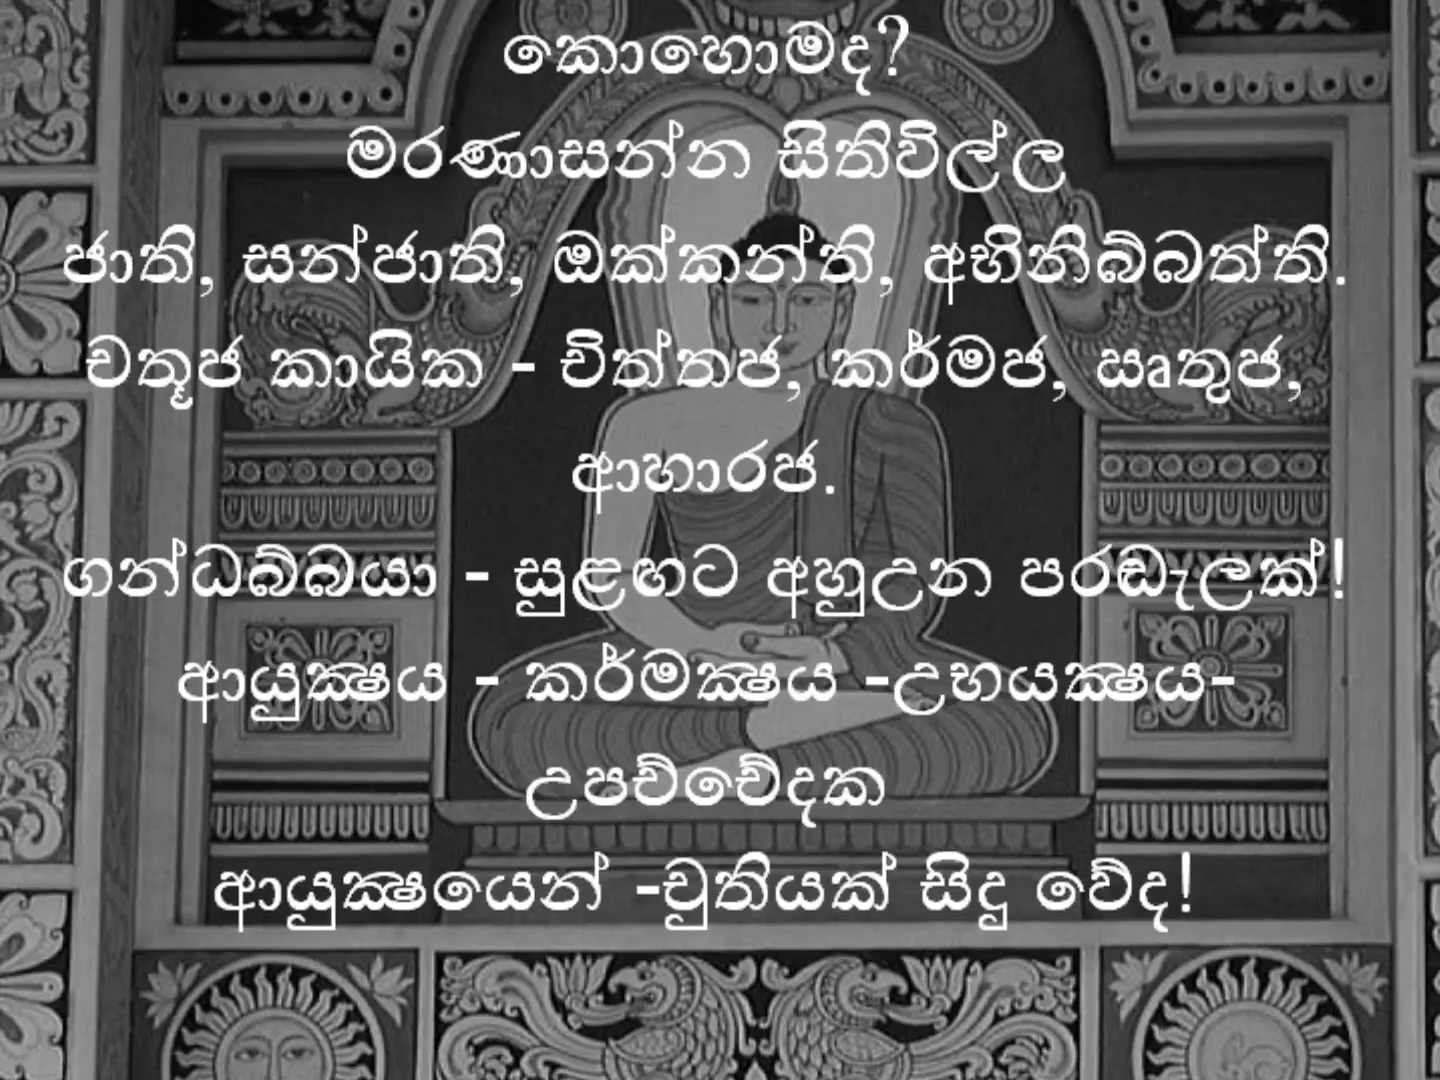 කොහොමද?
මරණාසන්න සිතිවිල්ල
ජාති, සන්ජාති, ඔක්කන්ති, අභිනිබ්බත්ති.
චතුජ කායික - චිත්තජ, කර්මජ, සෘතුජ,
ආහාරජ.
ගන්ධබ්බයා - සුළඟට අහුඋන පරඬැලක්!
ආයුක්‍ෂය - කර්මක්‍ෂය -උභයක්‍ෂය-
උපච්චේදක
ආයුක්‍ෂයෙන් -චුතියක් සිදු වේද!